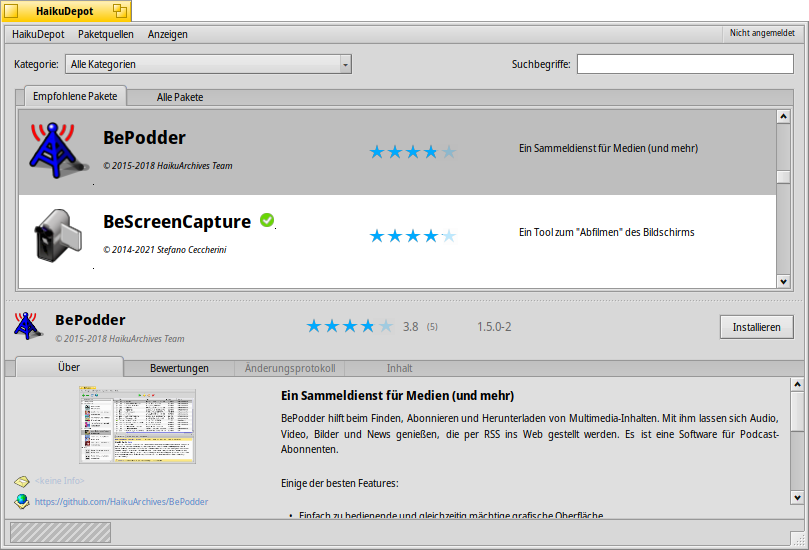 HaikuDepot
HaikuDepot Paketquellen Anzeigen Nicht angemeldet
Kategorie: Alle Kategorien Suchbegriffe:
Empfohlene Pakete Alle Pakete
BePodder
© 2015-2018 HaikuArchives Team
Ein Sammeldienst für Medien (und mehr)
BeScreenCapture
© 2014-2021 Stefano Ceccherini
Ein Tool zum "Abfilmen" des Bildschirms
BePodder
© 2015-2018 HaikuArchives Team
3.8 (5) 1.5.0-2 Installieren
Über Bewertungen Änderungsprotokoll Inhalt
Ein Sammeldienst für Medien (und mehr)
BePodder hilft beim Finden, Abonnieren und Herunterladen von Multimedia-Inhalten. Mit ihm lassen sich Audio,
Video, Bilder und News genießen, die per RSS ins Web gestellt werden. Es ist eine Software für Podcast-
Abonnenten.
Einige der besten Features:
• Einfach zu bedienende und gleichzeitig mächtige grafische Oberfläche
<keine Info>
https://github.com/HaikuArchives/BePodder